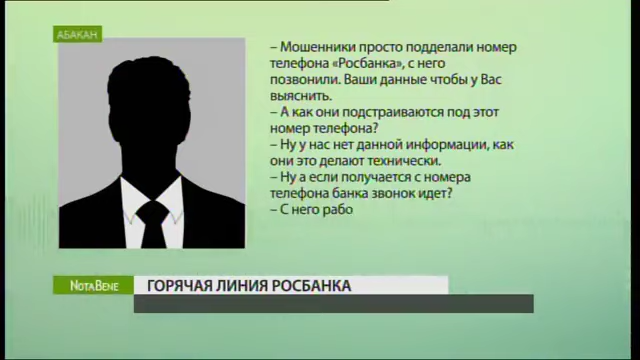 АБАКАН
– Мошенники просто подделали номер
телефона «Росбанка», с него
позвонили. Ваши данные чтобы у Вас
выяснить.
– А как они подстраиваются под этот
номер телефона?
– Ну у нас нет данной информации, как
они это делают технически.
– Ну а если получается с номера
телефона банка звонок идет?
– С него рабо
NOTABENE
ГОРЯЧАЯ ЛИНИЯ РОСБАНКА